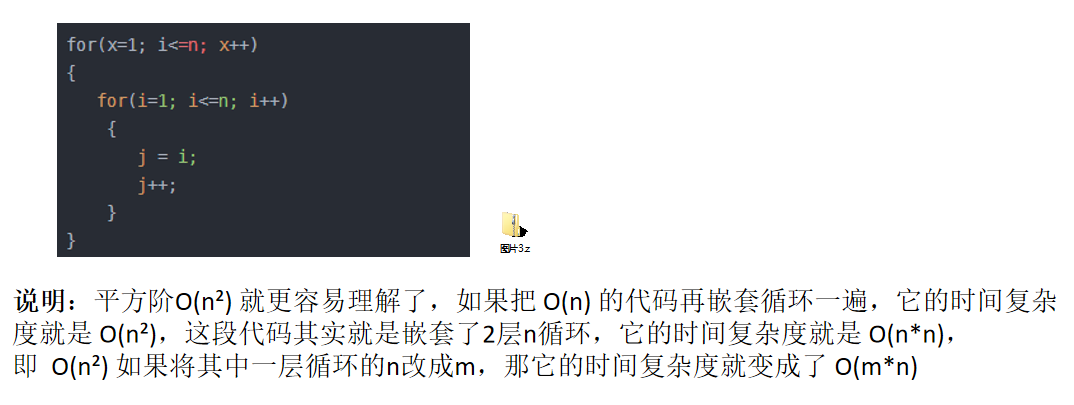 for(x=1; i<=n; x++)
{
for(i=1; i<=n; i++)
{
j = i;
j++;
}
}
图片3.z
说明：平方阶O(n²) 就更容易理解了，如果把 O(n) 的代码再嵌套循环一遍，它的时间复杂
度就是 O(n²)，这段代码其实就是嵌套了2层n循环，它的时间复杂度就是 O(n*n)，
即 O(n²) 如果将其中一层循环的n改成m，那它的时间复杂度就变成了 O(m*n)